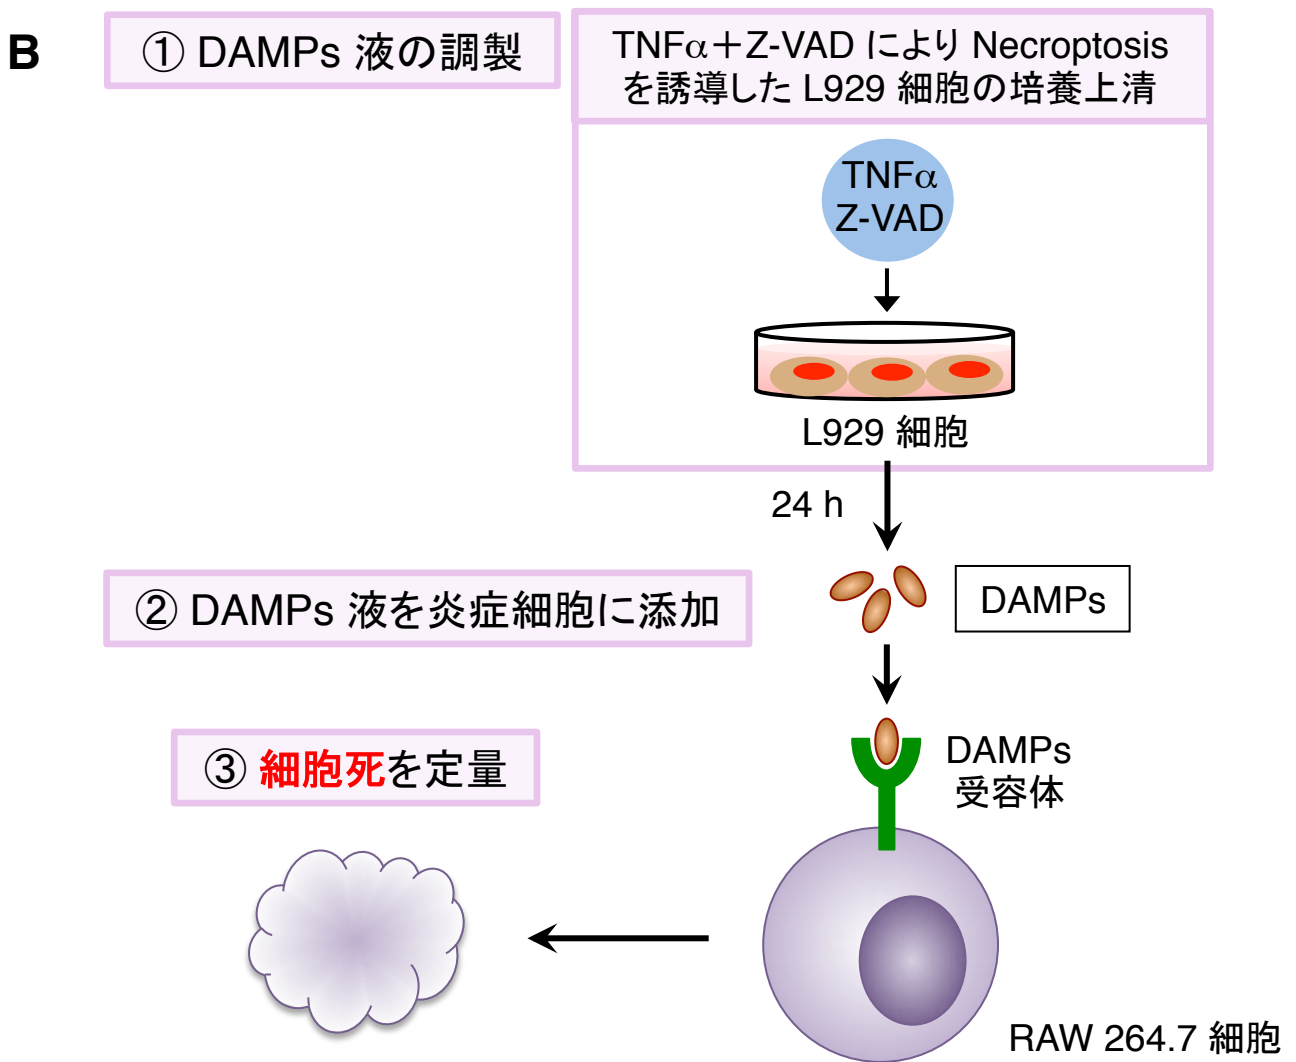 B
① DAMPs 液の調製
TNFα＋Z-VAD により Necroptosis
を誘導した L929 細胞の培養上清
TNFα
Z-VAD
L929 細胞
24 h
② DAMPs 液を炎症細胞に添加
DAMPs
③ 細胞死を定量
DAMPs
受容体
RAW 264.7 細胞